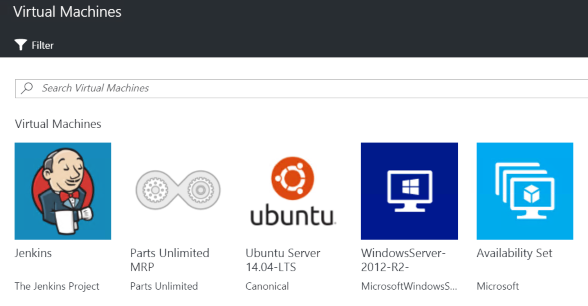 Virtual Machines
Filter
Search Virtual Machines
Virtual Machines
ubuntu
Jenkins
Parts Unlimited
MRP
Ubuntu Server
14.04-LTS
WindowsServer-
2012-R2-
Availability Set
The Jenkins Project
Parts Unlimited
Canonical
MicrosoftWindowsS...
Microsoft